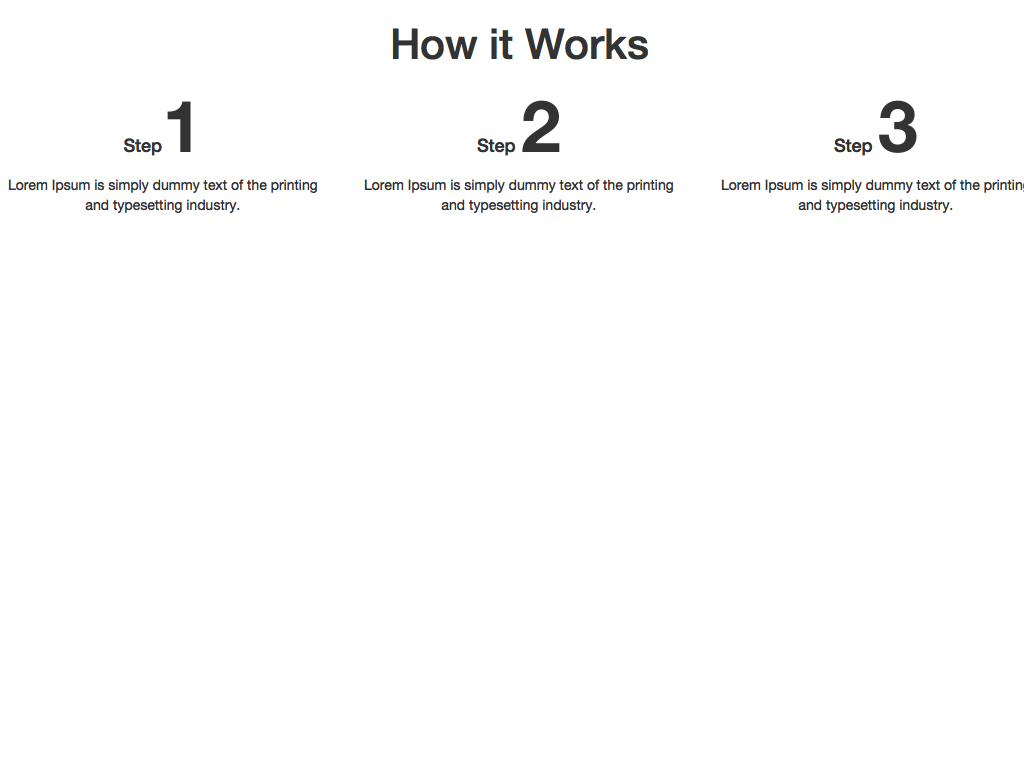 How it Works
Step 1
Lorem Ipsum is simply dummy text of the printing
and typesetting industry.
Step 2
Lorem Ipsum is simply dummy text of the printing
and typesetting industry.
Step 3
Lorem Ipsum is simply dummy text of the printing
and typesetting industry.